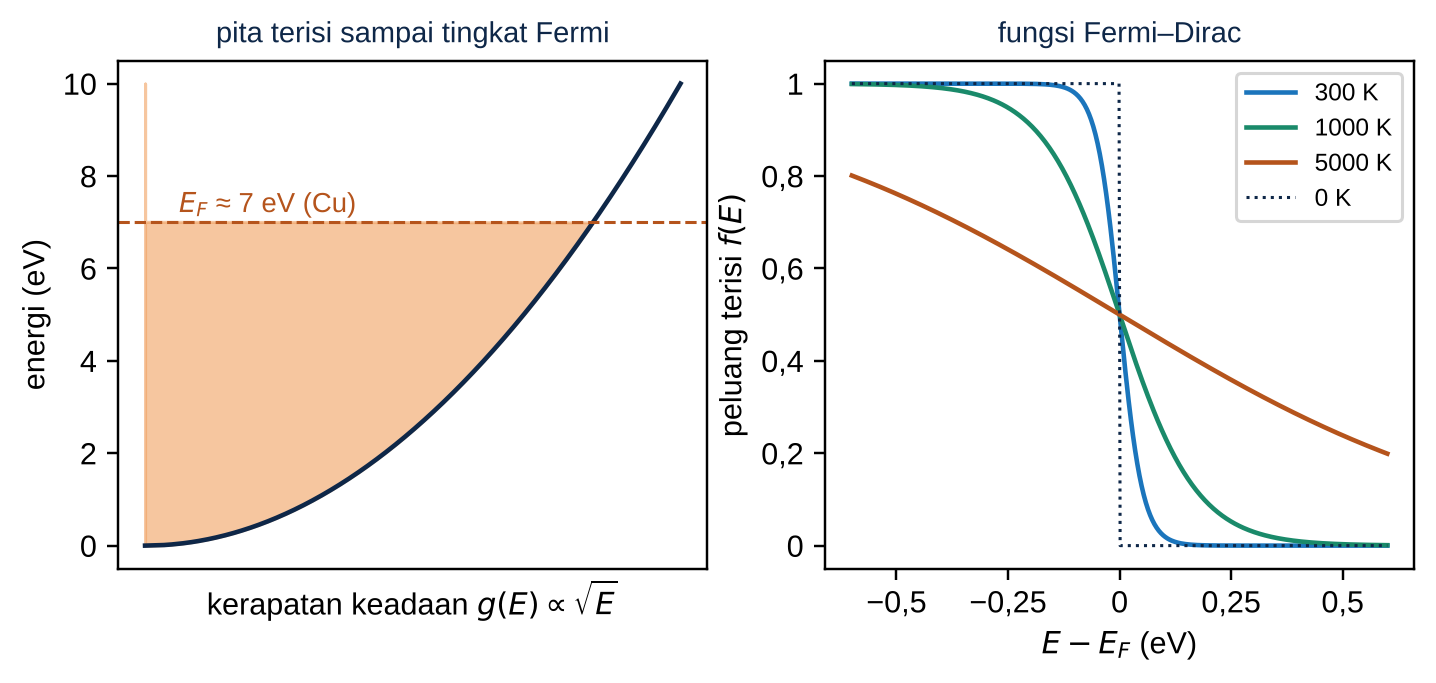 pita terisi sampai tingkat Fermi
energi (eV)
10
8
6
4
2
0
E_F ≈ 7 eV (Cu)
kerapatan keadaan g(E) ∝ √E
fungsi Fermi–Dirac
peluang terisi f(E)
1
0,8
0,6
0,4
0,2
0
300 K
1000 K
5000 K
0 K
−0,5 −0,25 0 0,25 0,5
E − E_F (eV)